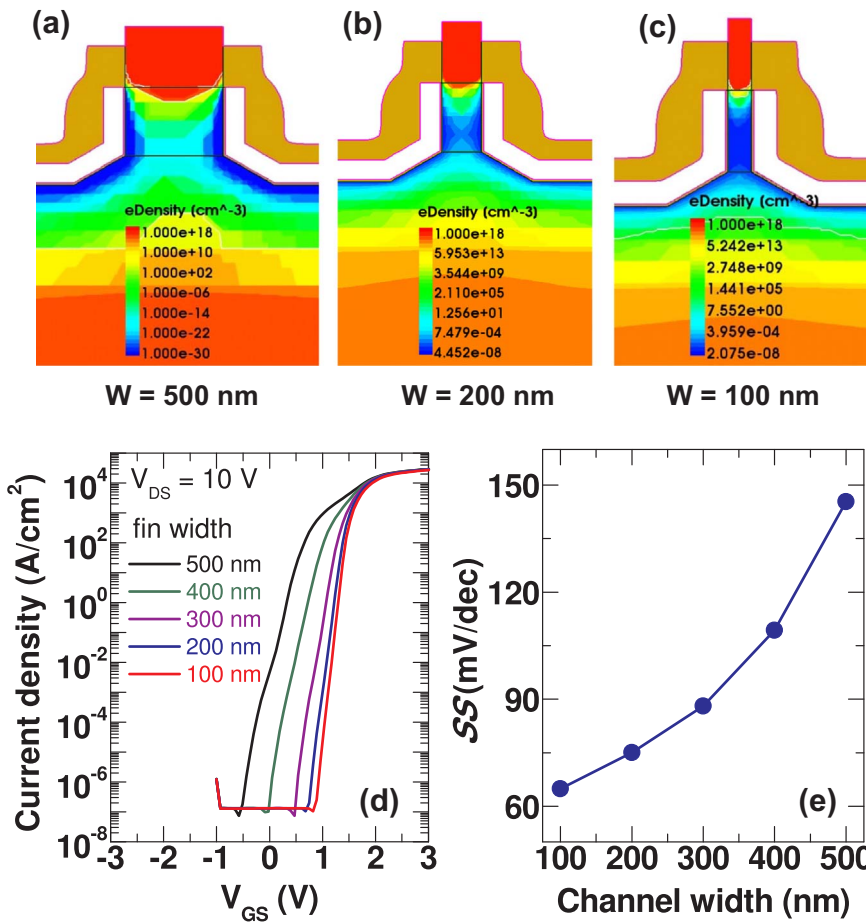 (a)
(b)
(c)
eDensity (cm^-3)
1.000e+18
1.000e+10
1.000e+02
1.000e-06
1.000e-14
1.000e-22
1.000e-30
eDensity (cm^-3)
1.000e+18
5.953e+13
3.544e+09
2.110e+05
1.256e+01
7.479e-04
4.452e-08
eDensity (cm^-3)
1.000e+18
5.242e+13
2.748e+09
1.441e+05
7.552e+00
3.959e-04
2.075e-08
W = 500 nm
W = 200 nm
W = 100 nm
Current density (A/cm²)
10⁴
10²
10⁰
10⁻²
10⁻⁴
10⁻⁶
10⁻⁸
V_DS = 10 V
fin width
500 nm
400 nm
300 nm
200 nm
100 nm
(d)
-3 -2 -1 0 1 2 3
V_GS (V)
SS (mV/dec)
150
120
90
60
(e)
100 200 300 400 500
Channel width (nm)